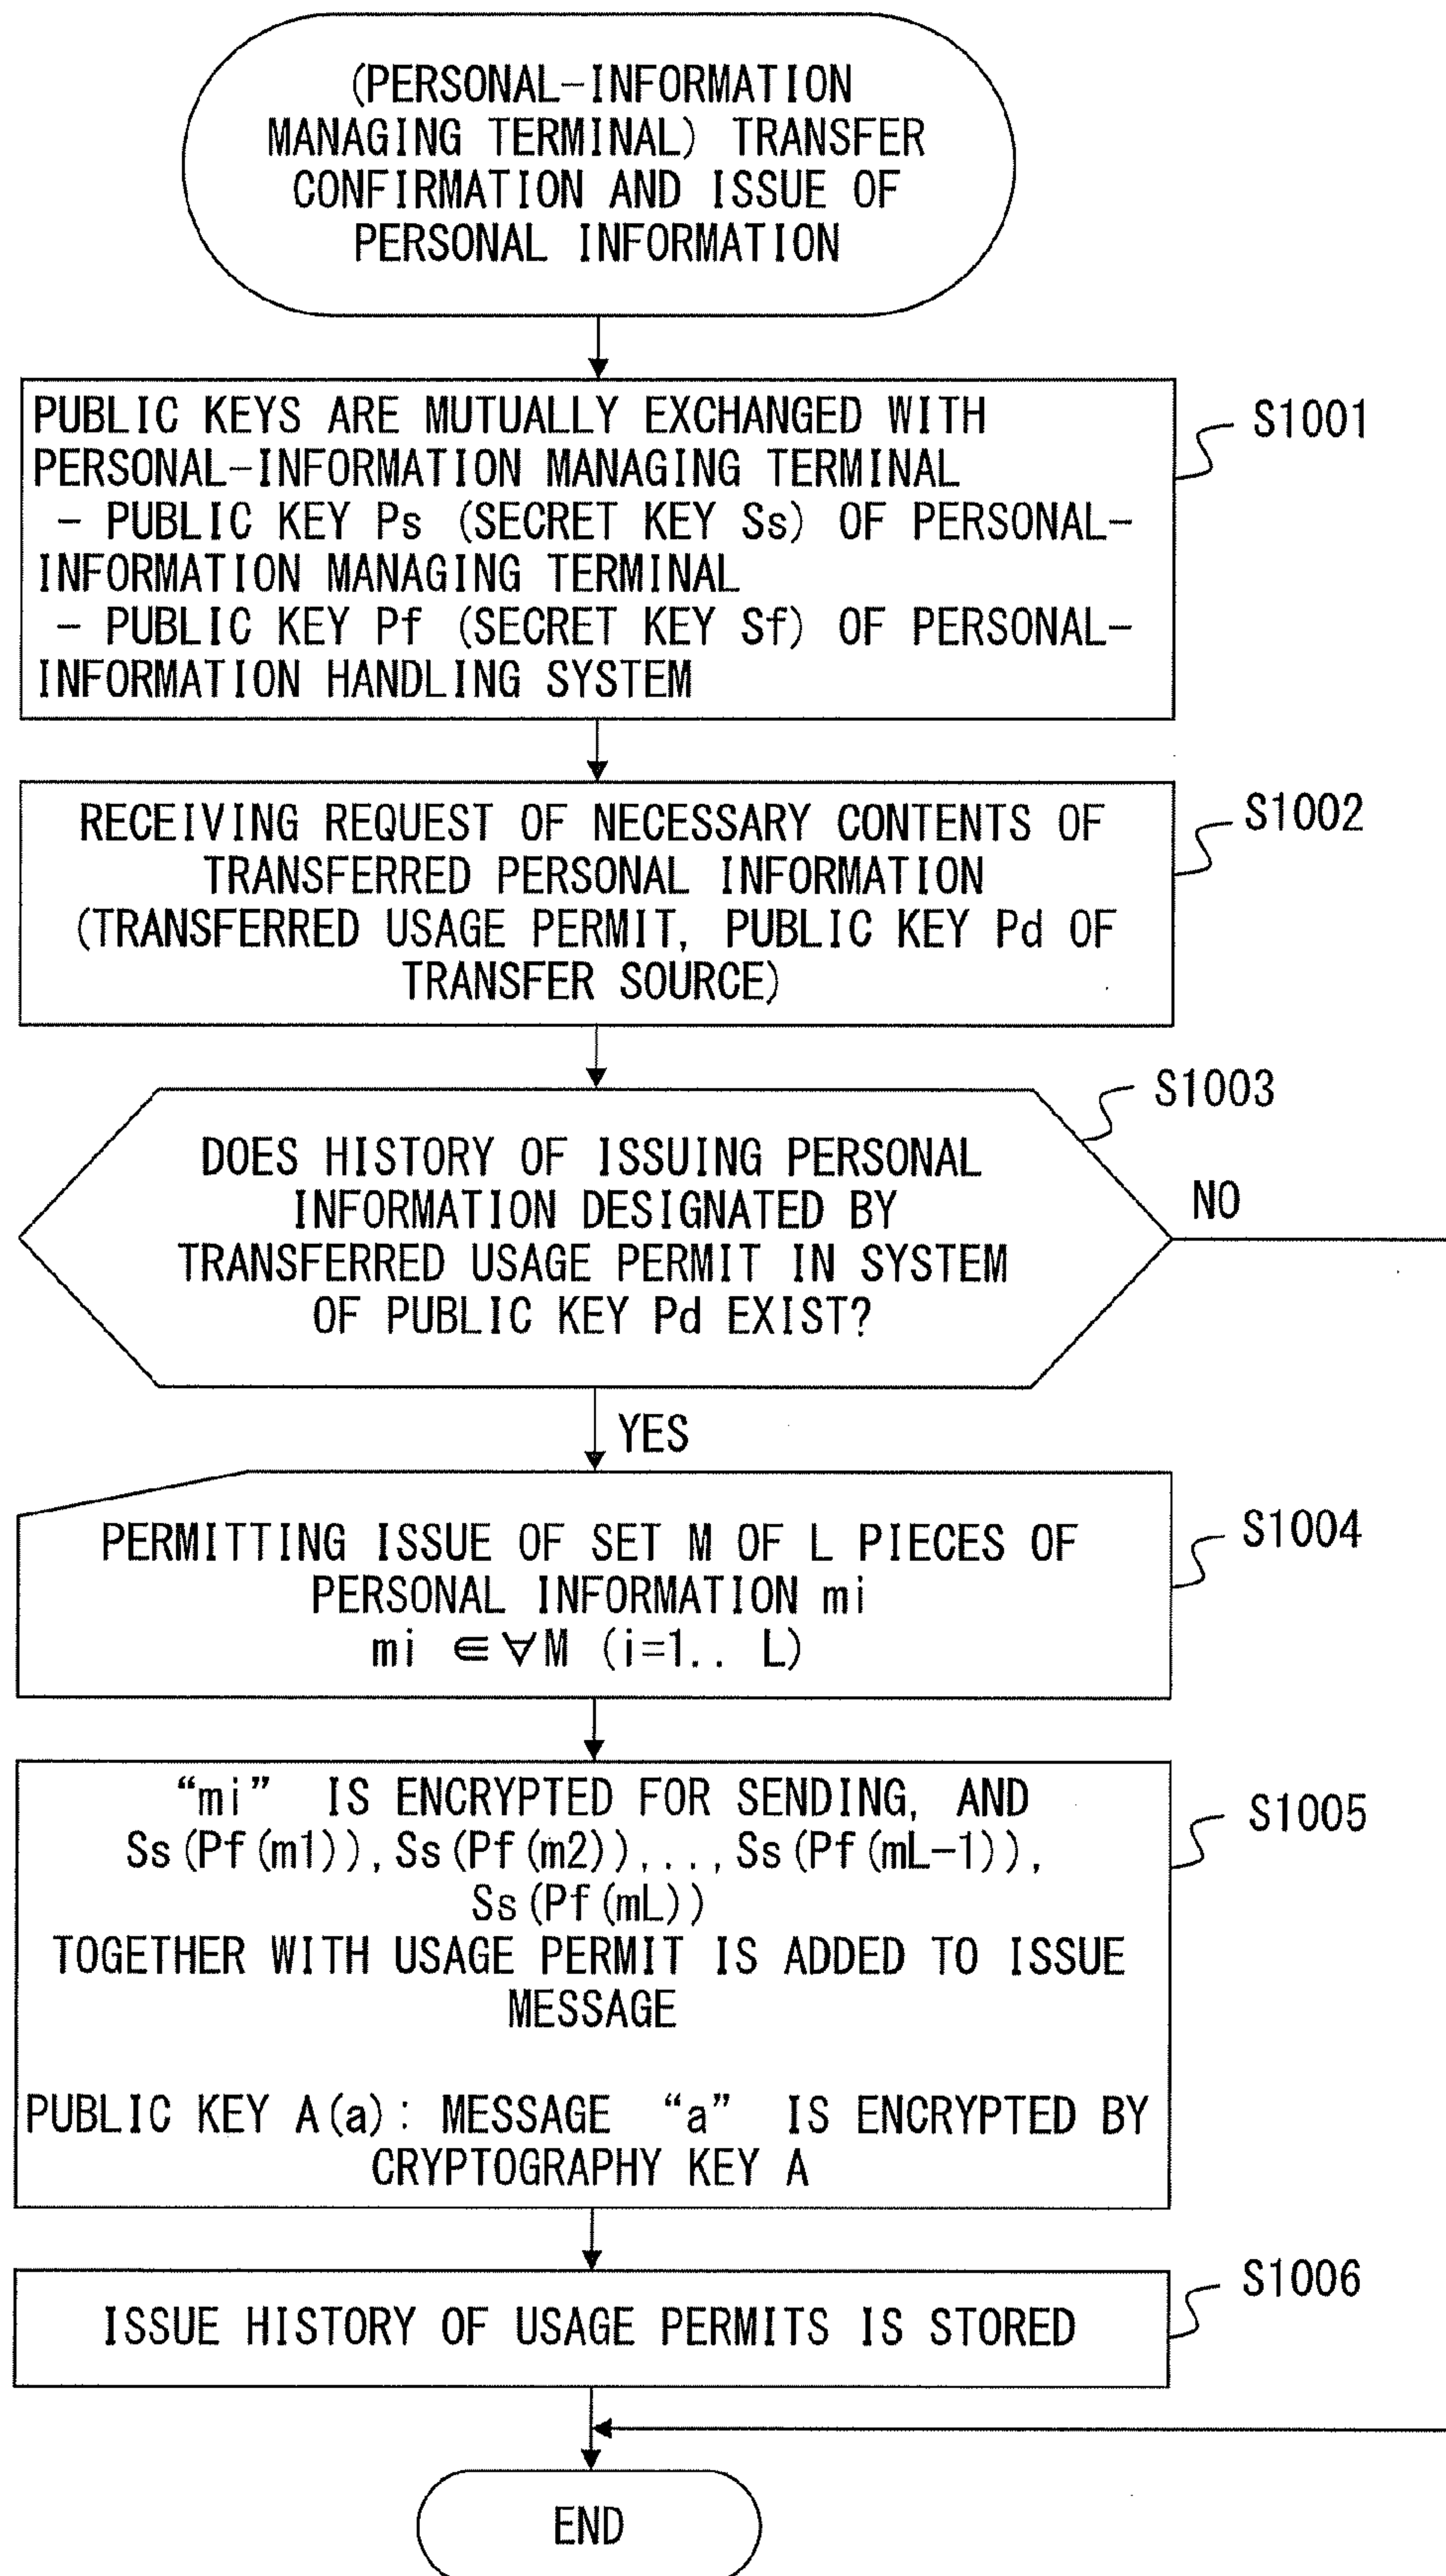 (PERSONAL-INFORMATION
MANAGING TERMINAL) TRANSFER
CONFIRMATION AND ISSUE OF
PERSONAL INFORMATION
PUBLIC KEYS ARE MUTUALLY EXCHANGED WITH
PERSONAL-INFORMATION MANAGING TERMINAL
- PUBLIC KEY Ps (SECRET KEY Ss) OF PERSONAL-
INFORMATION MANAGING TERMINAL
- PUBLIC KEY Pf (SECRET KEY Sf) OF PERSONAL-
INFORMATION HANDLING SYSTEM
S1001
RECEIVING REQUEST OF NECESSARY CONTENTS OF
TRANSFERRED PERSONAL INFORMATION
(TRANSFERRED USAGE PERMIT, PUBLIC KEY Pd OF
TRANSFER SOURCE)
S1002
DOES HISTORY OF ISSUING PERSONAL
INFORMATION DESIGNATED BY
TRANSFERRED USAGE PERMIT IN SYSTEM
OF PUBLIC KEY Pd EXIST?
S1003
NO
YES
PERMITTING ISSUE OF SET M OF L PIECES OF
PERSONAL INFORMATION mi
mi ∈∀M (i=1.. L)
S1004
“mi” IS ENCRYPTED FOR SENDING, AND
Ss(Pf(m1)),Ss(Pf(m2)),..,Ss(Pf(mL-1)),
Ss(Pf(mL))
TOGETHER WITH USAGE PERMIT IS ADDED TO ISSUE
MESSAGE
PUBLIC KEY A(a): MESSAGE “a” IS ENCRYPTED BY
CRYPTOGRAPHY KEY A
S1005
ISSUE HISTORY OF USAGE PERMITS IS STORED
S1006
END